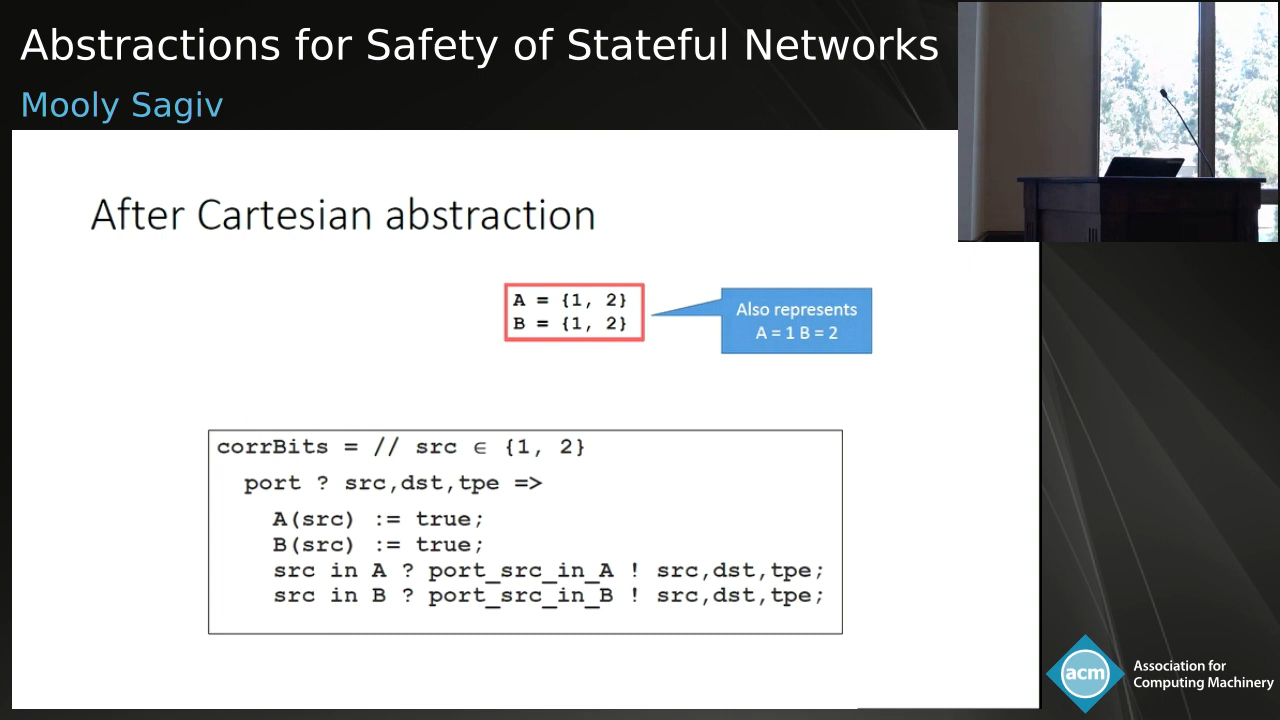 Abstractions for Safety of Stateful Networks
Mooly Sagiv
After Cartesian abstraction
A = {1, 2}
B = {1, 2}
Also represents
A = 1 B = 2
corrBits = // src ∈ {1, 2}
port ? src,dst,tpe =>
A(src) := true;
B(src) := true;
src in A ? port_src_in_A ! src,dst,tpe;
src in B ? port_src_in_B ! src,dst,tpe;
acm
Association for
Computing Machinery